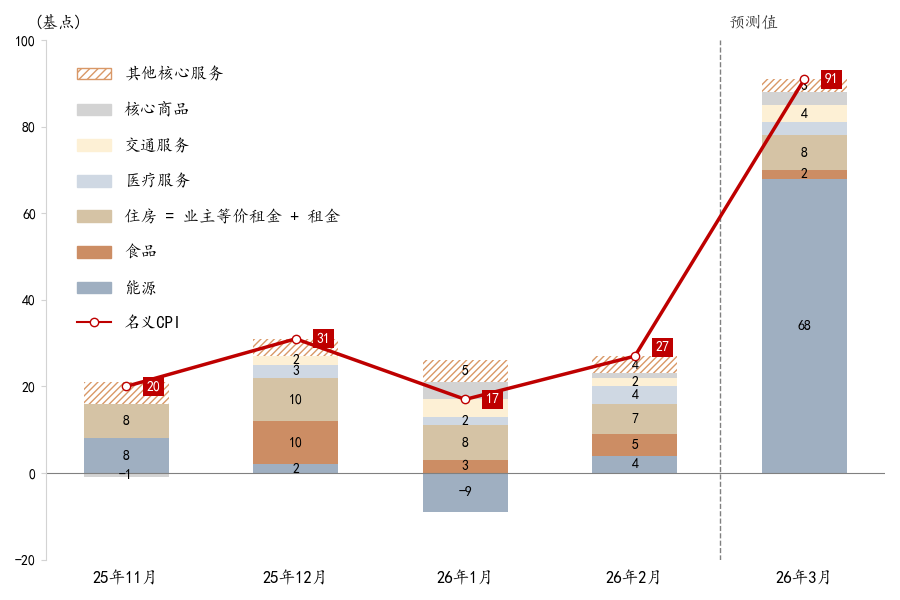 (基点)
预测值
100
80
60
40
20
0
−20
其他核心服务
核心商品
交通服务
医疗服务
住房 = 业主等价租金 + 租金
食品
能源
名义CPI
20
8
8
−1
31
2
3
10
10
2
5
17
2
8
3
−9
27
4
2
4
7
5
4
91
3
4
8
2
68
25年11月
25年12月
26年1月
26年2月
26年3月